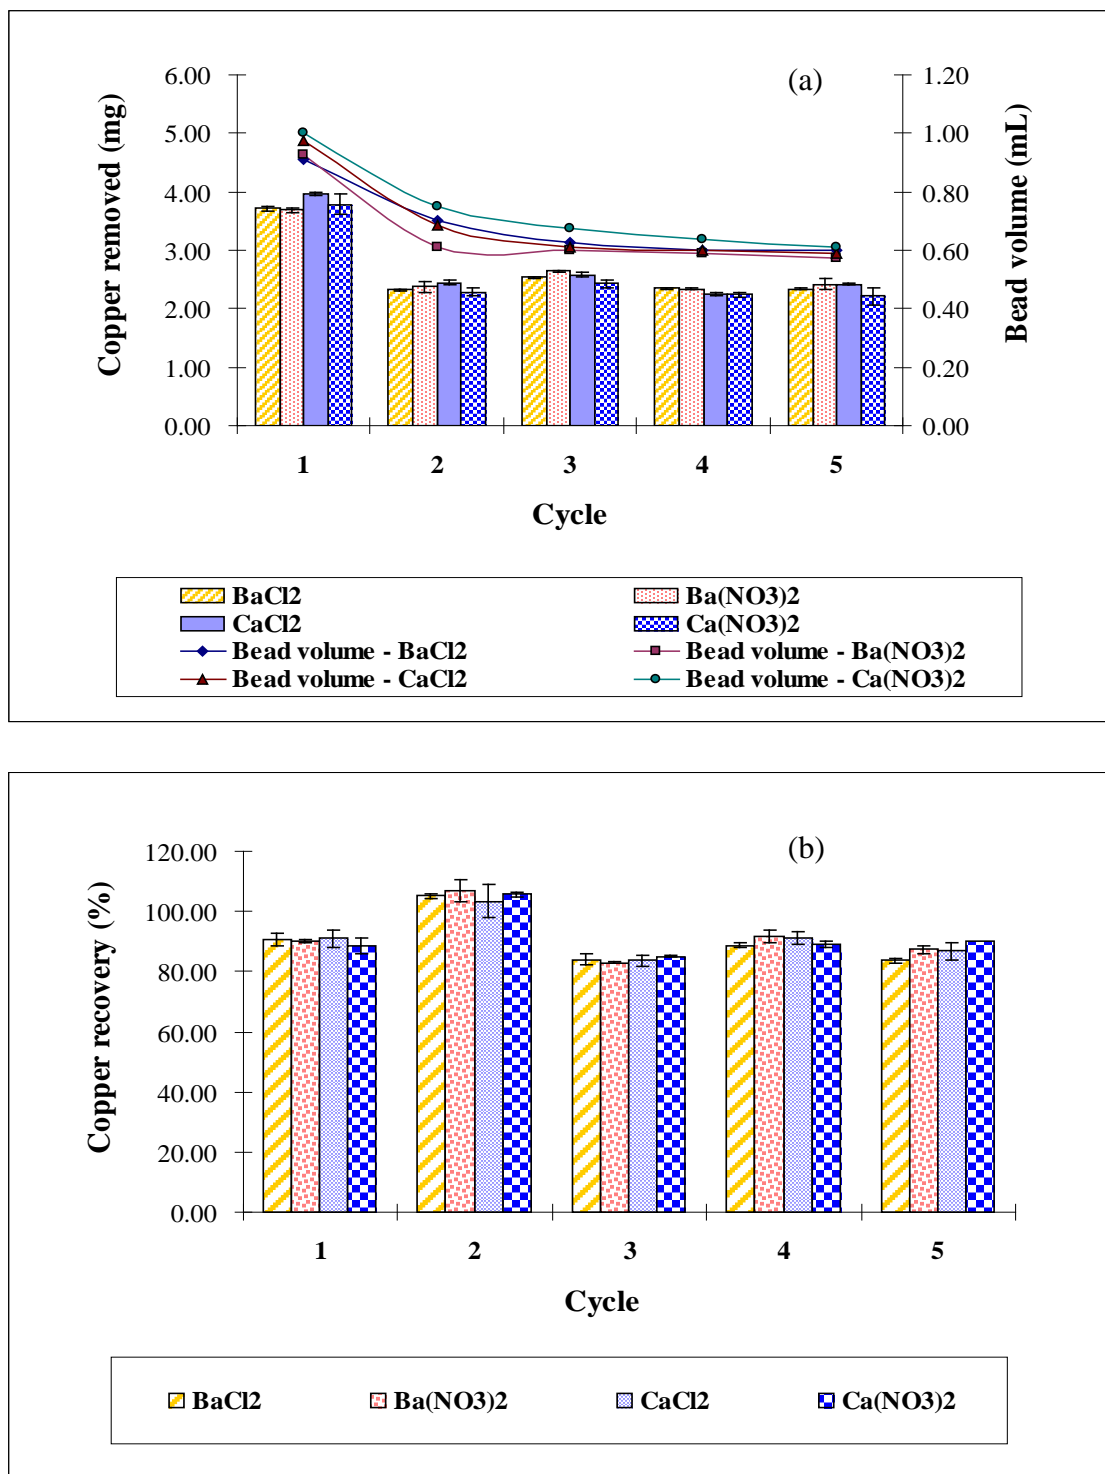 (a)
6.00
5.00
4.00
3.00
2.00
1.00
0.00
Copper removed (mg)
1.20
1.00
0.80
0.60
0.40
0.20
0.00
Bead volume (mL)
1 2 3 4 5
Cycle
BaCl2 Ba(NO3)2
CaCl2 Ca(NO3)2
Bead volume - BaCl2 Bead volume - Ba(NO3)2
Bead volume - CaCl2 Bead volume - Ca(NO3)2
(b)
120.00
100.00
80.00
60.00
40.00
20.00
0.00
Copper recovery (%)
1 2 3 4 5
Cycle
BaCl2 Ba(NO3)2 CaCl2 Ca(NO3)2